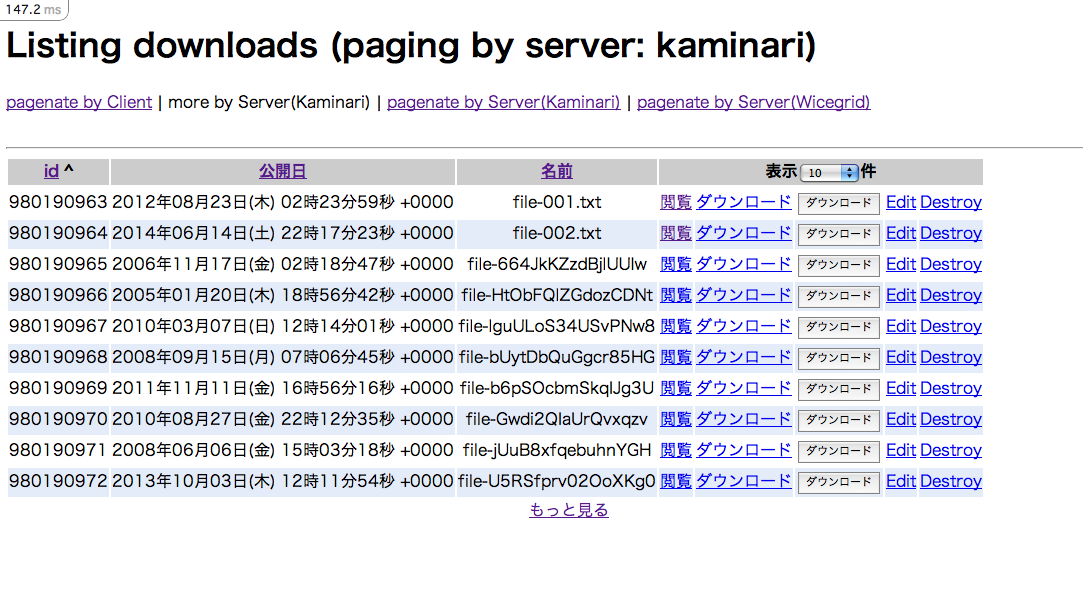 147.2 ms
Listing downloads (paging by server: kaminari)
pagenate by Client | more by Server(Kaminari) | pagenate by Server(Kaminari) | pagenate by Server(Wicegrid)
id ^ 公開日 名前 表示 10 件
980190963 2012年08月23日(木) 02時23分59秒 +0000 file-001.txt 閲覧 ダウンロード ダウンロード Edit Destroy
980190964 2014年06月14日(土) 22時17分23秒 +0000 file-002.txt 閲覧 ダウンロード ダウンロード Edit Destroy
980190965 2006年11月17日(金) 02時18分47秒 +0000 file-664JkKZzdBjlUUlw 閲覧 ダウンロード ダウンロード Edit Destroy
980190966 2005年01月20日(木) 18時56分42秒 +0000 file-HtObFQlZGdozCDNt 閲覧 ダウンロード ダウンロード Edit Destroy
980190967 2010年03月07日(日) 12時14分01秒 +0000 file-lguULoS34USvPNw8 閲覧 ダウンロード ダウンロード Edit Destroy
980190968 2008年09月15日(月) 07時06分45秒 +0000 file-bUytDbQuGgcr85HG 閲覧 ダウンロード ダウンロード Edit Destroy
980190969 2011年11月11日(金) 16時56分16秒 +0000 file-b6pSOcbmSkqlJg3U 閲覧 ダウンロード ダウンロード Edit Destroy
980190970 2010年08月27日(金) 22時12分35秒 +0000 file-Gwdi2QlaUrQvxqzv 閲覧 ダウンロード ダウンロード Edit Destroy
980190971 2008年06月06日(金) 15時03分18秒 +0000 file-jUuB8xfqebuhnYGH 閲覧 ダウンロード ダウンロード Edit Destroy
980190972 2013年10月03日(木) 12時11分54秒 +0000 file-U5RSfprv02OoXKg0 閲覧 ダウンロード ダウンロード Edit Destroy
もっと見る